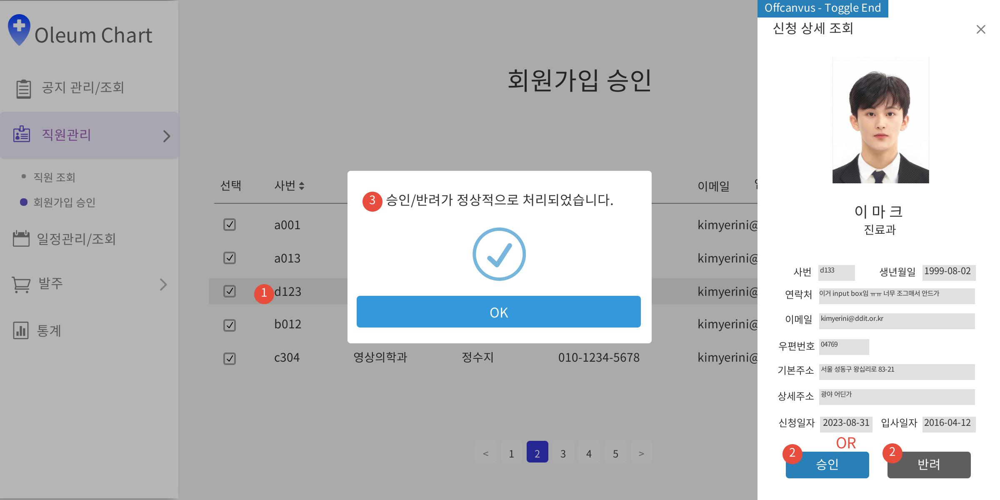 Oleum Chart
공지 관리/조회
직원관리
직원 조회
회원가입 승인
일정관리/조회
발주
통계
회원가입 승인
선택 사번 이메일
a001 kimyerini@
a013 kimyerini@
1 d123 kimyerini@
b012 kimyerini@
c304 영상의학과 정수지 010-1234-5678 kimyerini@
< 1 2 3 4 5 >
3 승인/반려가 정상적으로 처리되었습니다.
OK
Offcanvus - Toggle End
신청 상세 조회
이 마 크
진료과
사번 d133 생년월일 1999-08-02
연락처 이거 input box임 ㅠㅠ 너무 조그매서 안드가
이메일 kimyerini@ddit.or.kr
우편번호 04769
기본주소 서울 성동구 왕십리로 83-21
상세주소 광야 어딘가
신청일자 2023-08-31 입사일자 2016-04-12
OR
2 승인 2 반려